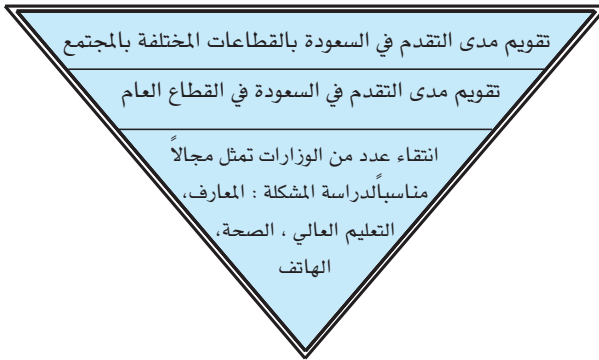 تقويم مدى التقدم في السعودة بالقطاعات المختلفة بالمجتمع
تقويم مدى التقدم في السعودة في القطاع العام
انتقاء عدد من الوزارات تمثل مجالاً
مناسباًلدراسة المشكلة : المعارف،
التعليم العالي ، الصحة،
الهاتف